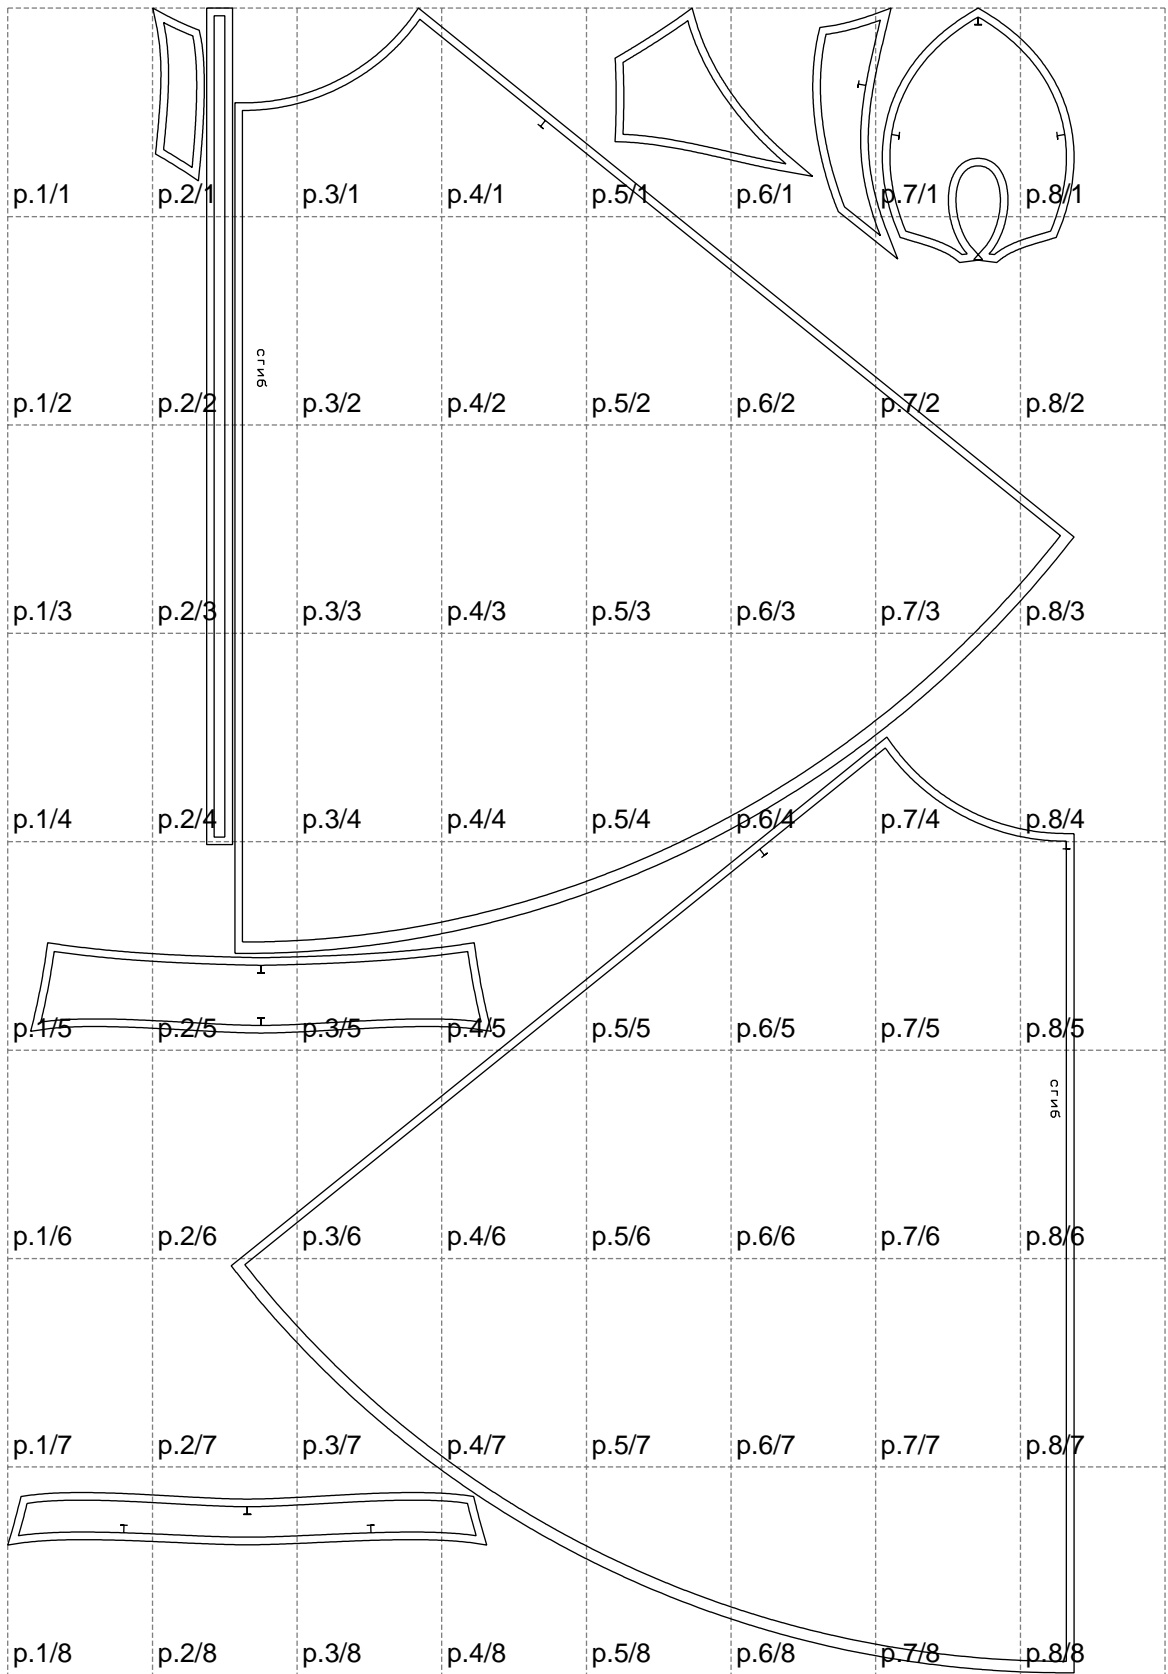 p.1/1 p.2/1 p.3/1 p.4/1 p.5/1 p.6/1 p.7/1 p.8/1
сгиб
p.1/2 p.2/2 p.3/2 p.4/2 p.5/2 p.6/2 p.7/2 p.8/2
p.1/3 p.2/3 p.3/3 p.4/3 p.5/3 p.6/3 p.7/3 p.8/3
p.1/4 p.2/4 p.3/4 p.4/4 p.5/4 p.6/4 p.7/4 p.8/4
p.1/5 p.2/5 p.3/5 p.4/5 p.5/5 p.6/5 p.7/5 p.8/5
сгиб
p.1/6 p.2/6 p.3/6 p.4/6 p.5/6 p.6/6 p.7/6 p.8/6
p.1/7 p.2/7 p.3/7 p.4/7 p.5/7 p.6/7 p.7/7 p.8/7
p.1/8 p.2/8 p.3/8 p.4/8 p.5/8 p.6/8 p.7/8 p.8/8